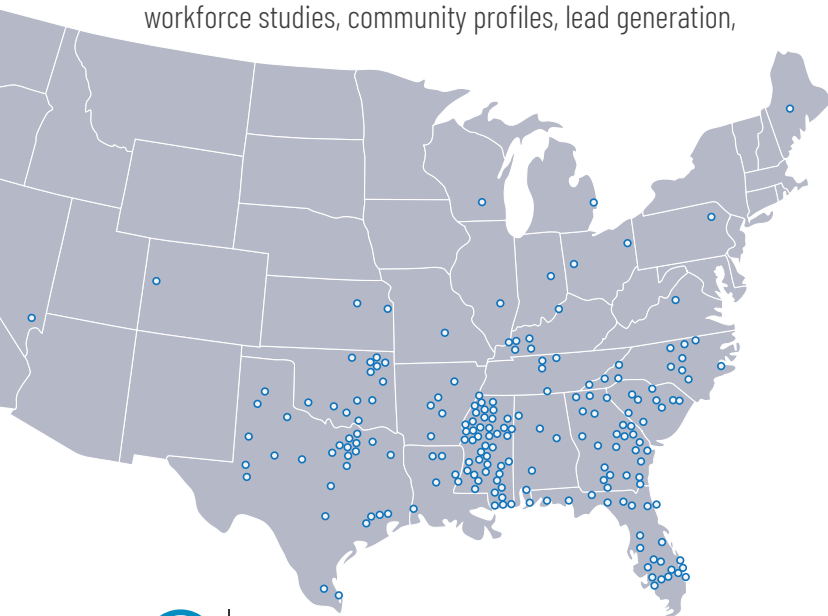 workforce studies, community profiles, lead generation,